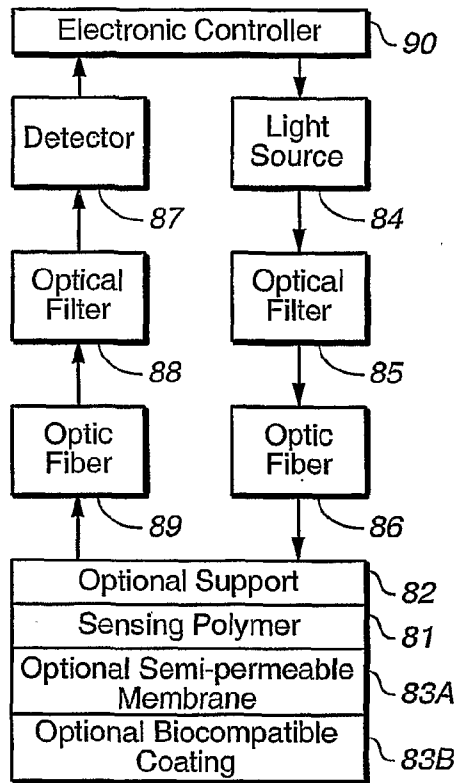 Electronic Controller
90
Detector
87
Light
Source
84
Optical
Filter
88
Optical
Filter
85
Optic
Fiber
89
Optic
Fiber
86
Optional Support
82
Sensing Polymer
81
Optional Semi-permeable
Membrane
83A
Optional Biocompatible
Coating
83B